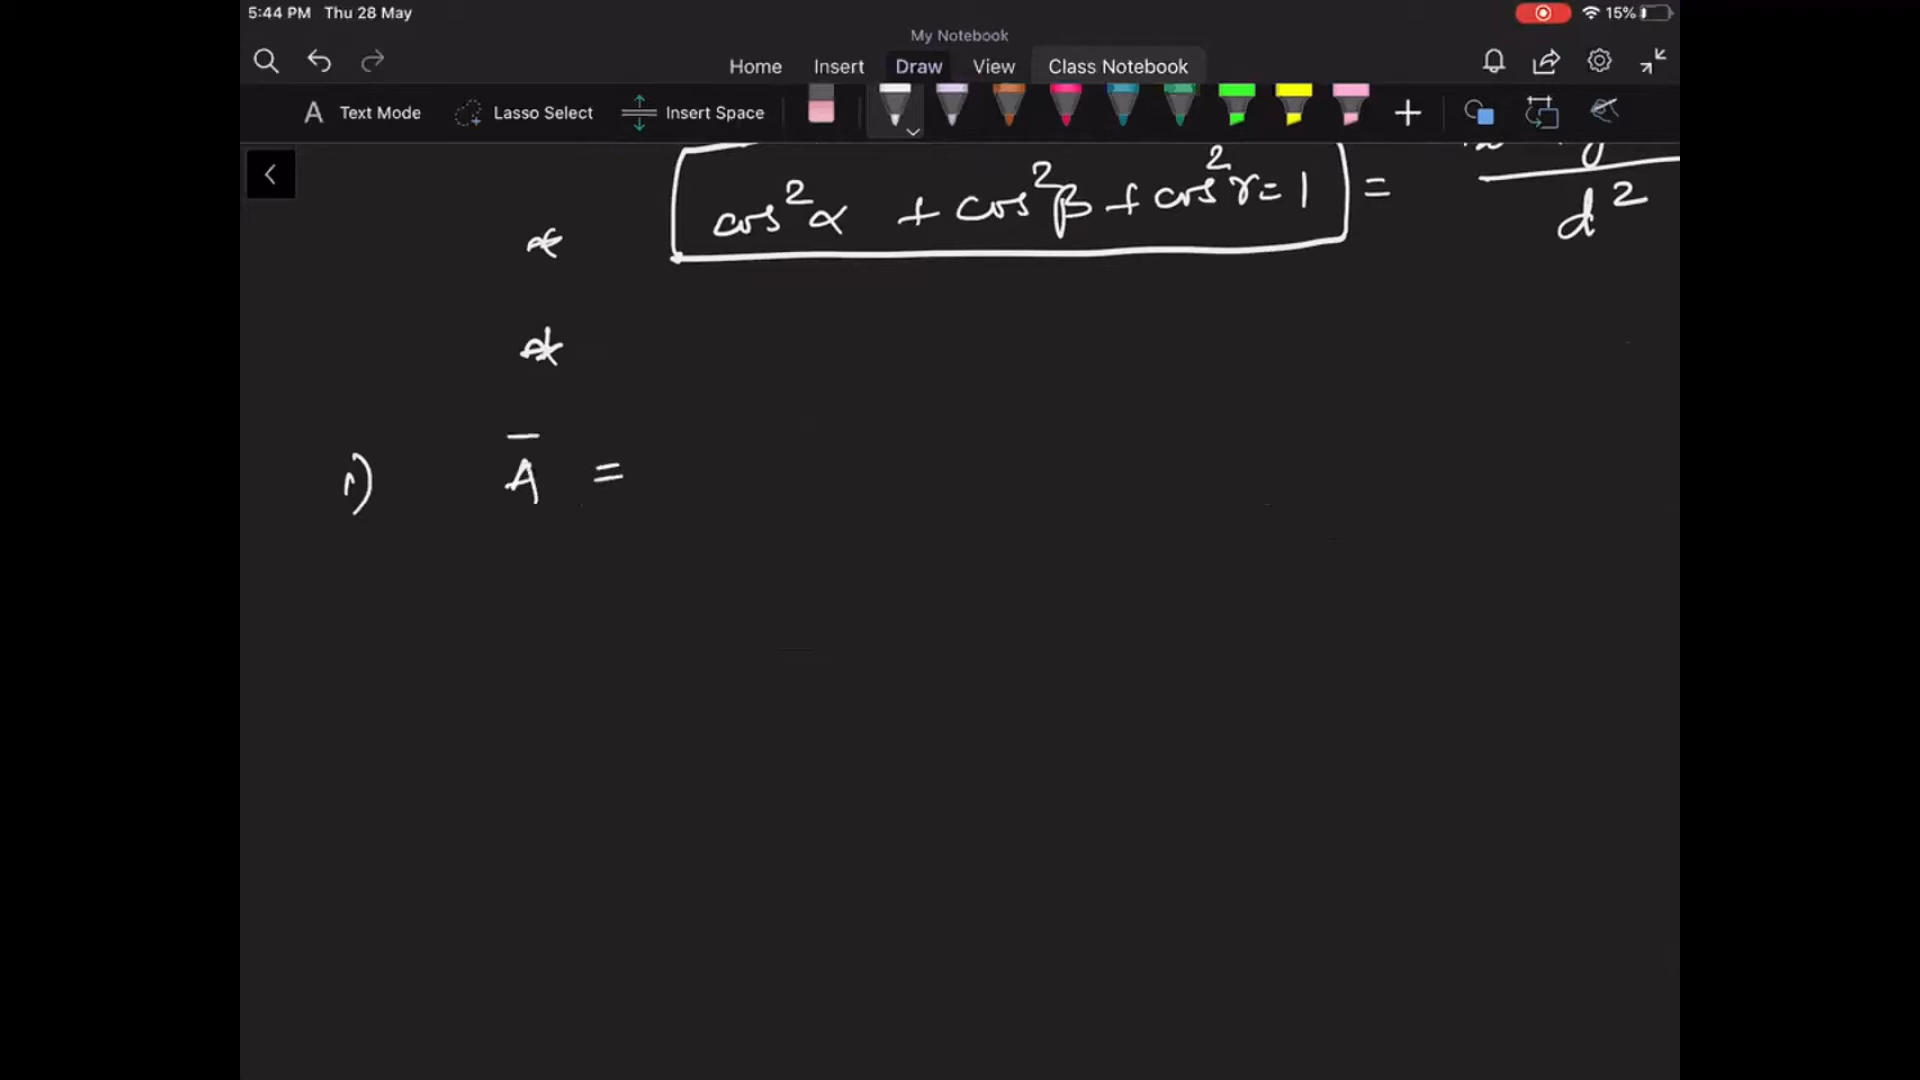 5:44 PM Thu 28 May 15%
My Notebook
Home Insert Draw View Class Notebook
A Text Mode Lasso Select Insert Space
cos²α + cos²β + cos²γ = 1 =
d²
*
*
1) A̅ =